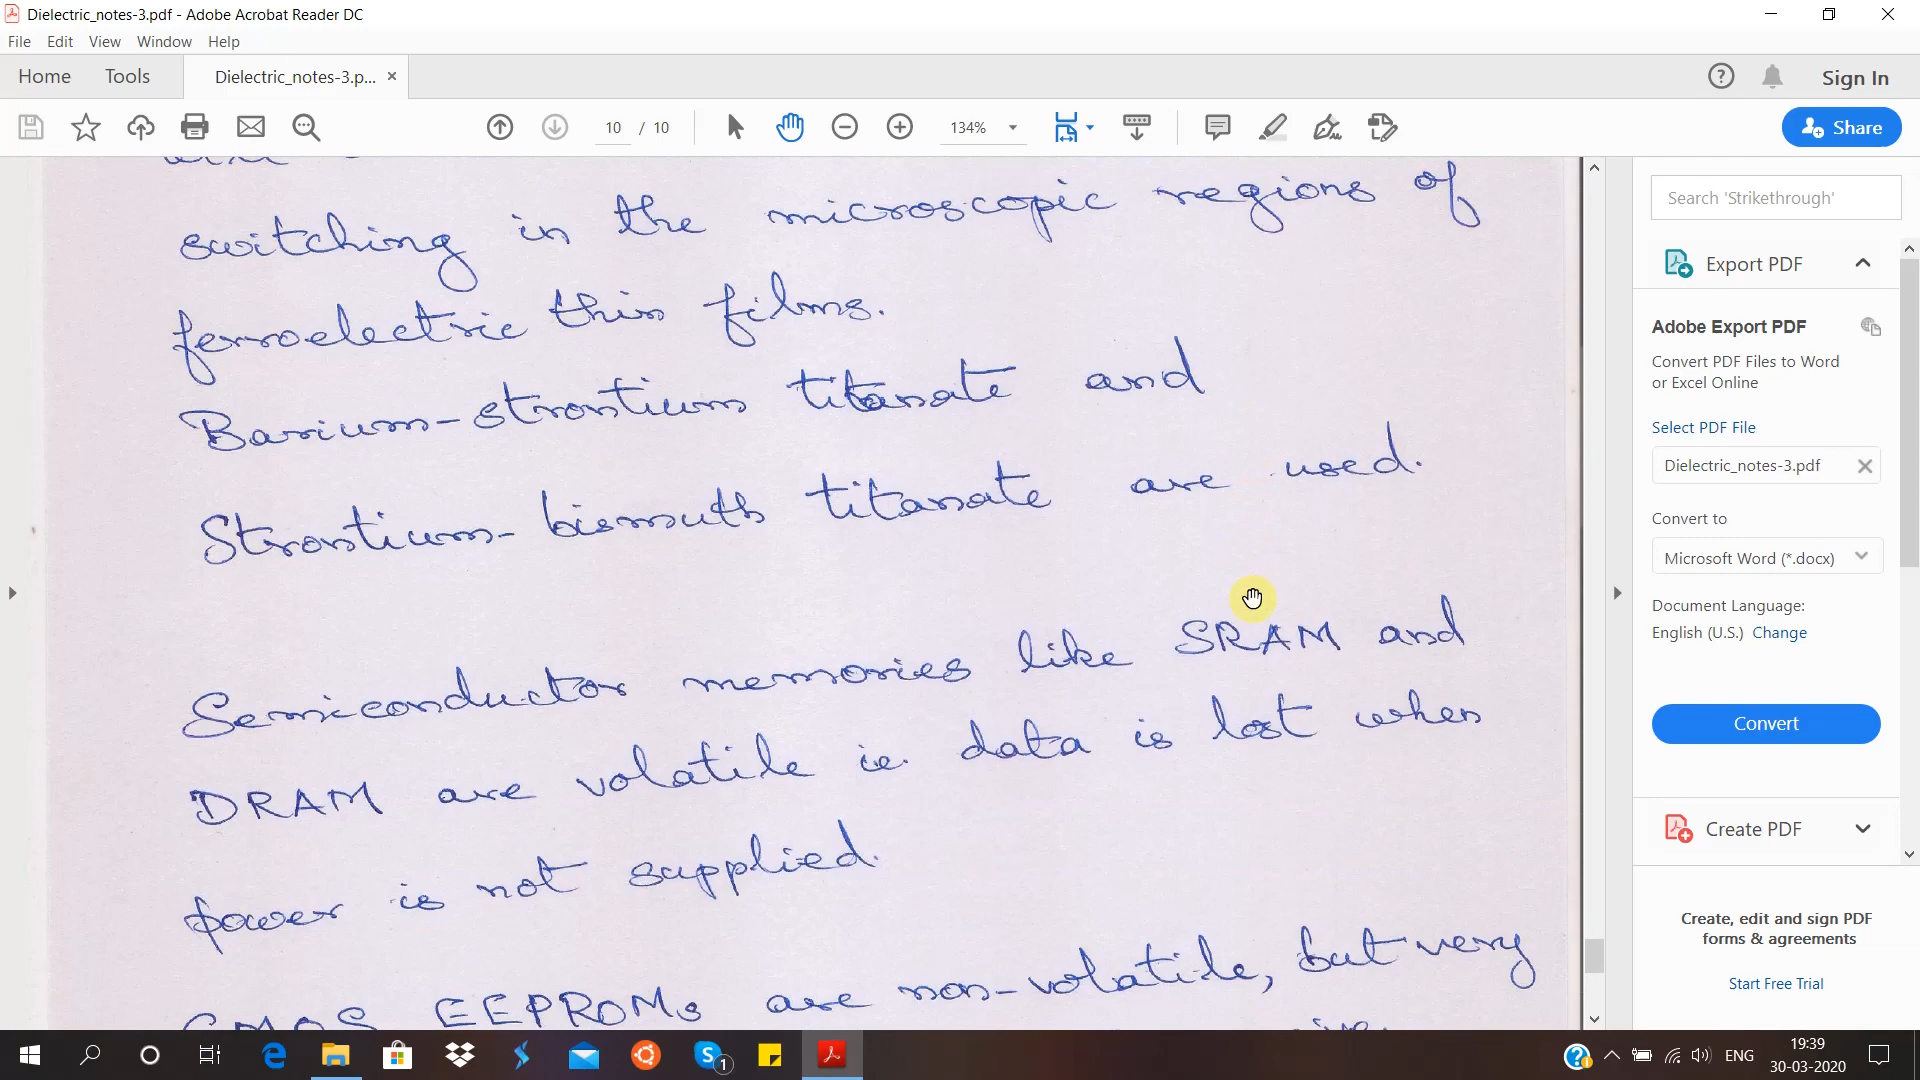 Dielectric_notes-3.pdf - Adobe Acrobat Reader DC
File Edit View Window Help
Home Tools Dielectric_notes-3.p... × Sign In
10 / 10 134% Share
switching in the microscopic regions of
ferroelectric thin films.
Barium-strontium titanate and
Strontium-bismuth titanate are used.
Semiconductor memories like SRAM and
DRAM are volatile ie. data is lost when
power is not supplied.
CMOS EEPROMs are non-volatile, but very
Search 'Strikethrough'
Export PDF
Adobe Export PDF
Convert PDF Files to Word
or Excel Online
Select PDF File
Dielectric_notes-3.pdf
Convert to
Microsoft Word (*.docx)
Document Language:
English (U.S.) Change
Convert
Create PDF
Create, edit and sign PDF
forms & agreements
Start Free Trial
1 ENG 19:39
30-03-2020